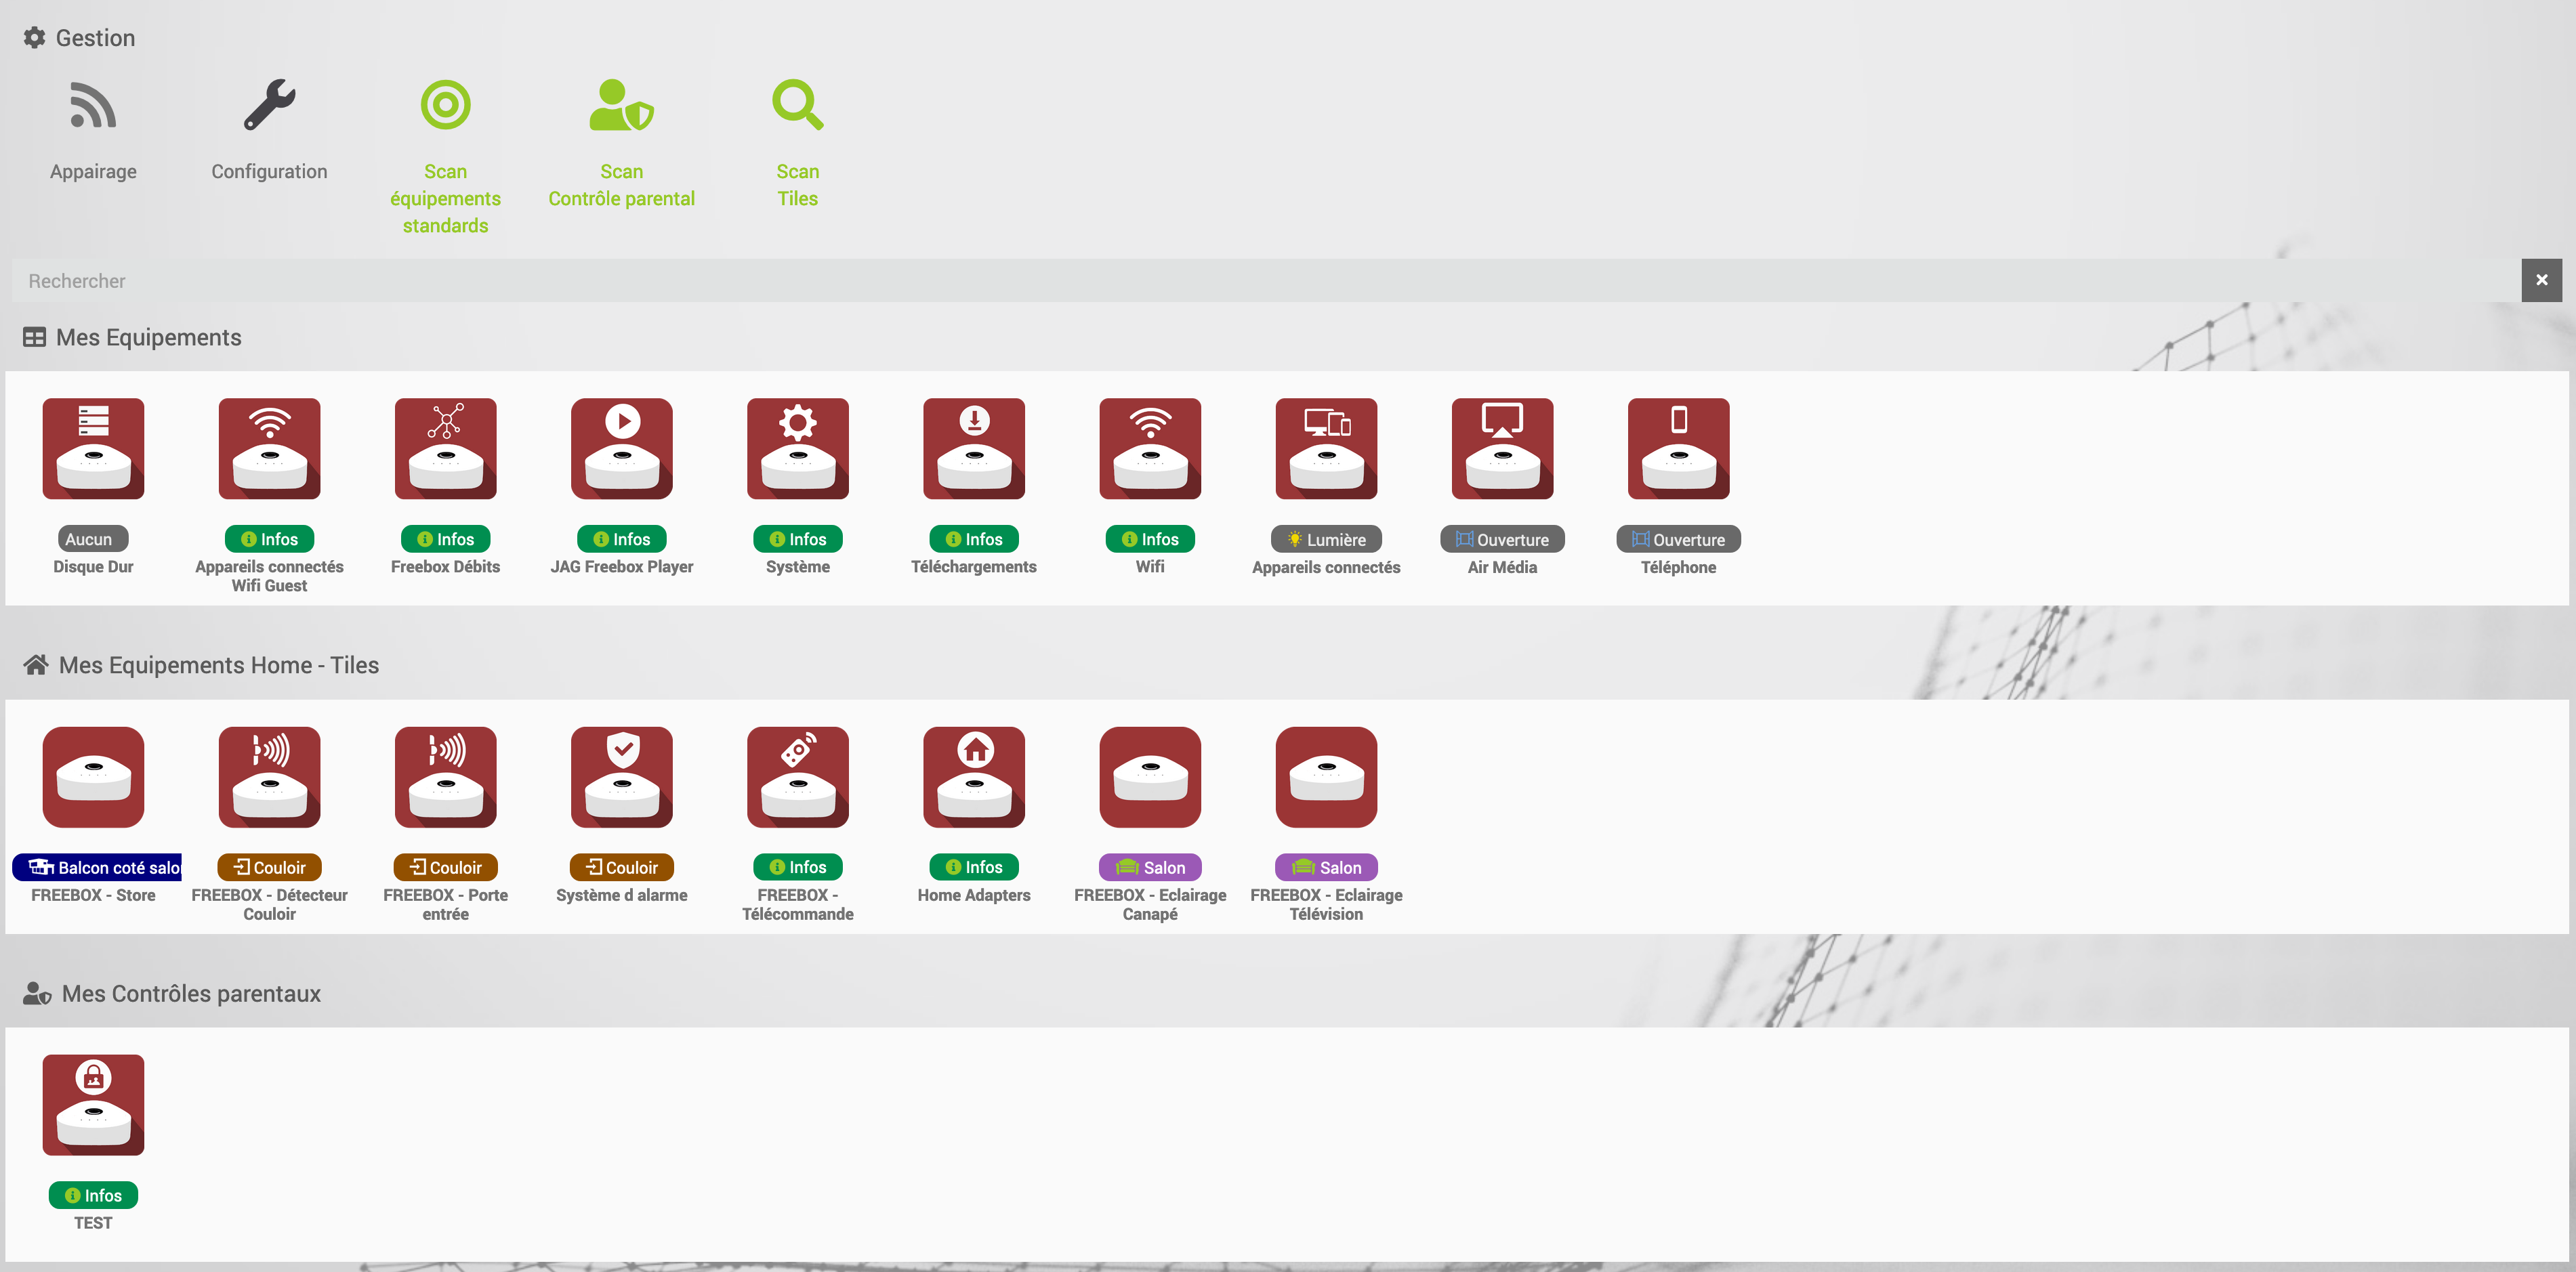 Gestion
Appairage
Configuration
Scan
équipements
standards
Scan
Contrôle parental
Scan
Tiles
Rechercher
Mes Equipements
Aucun
Disque Dur
Infos
Appareils connectés
Wifi Guest
Infos
Freebox Débits
Infos
JAG Freebox Player
Infos
Système
Infos
Téléchargements
Infos
Wifi
Lumière
Appareils connectés
Ouverture
Air Média
Ouverture
Téléphone
Mes Equipements Home - Tiles
Balcon coté salo
FREEBOX - Store
Couloir
FREEBOX - Détecteur
Couloir
Couloir
FREEBOX - Porte
entrée
Couloir
Système d alarme
Infos
FREEBOX -
Télécommande
Infos
Home Adapters
Salon
FREEBOX - Eclairage
Canapé
Salon
FREEBOX - Eclairage
Télévision
Mes Contrôles parentaux
Infos
TEST